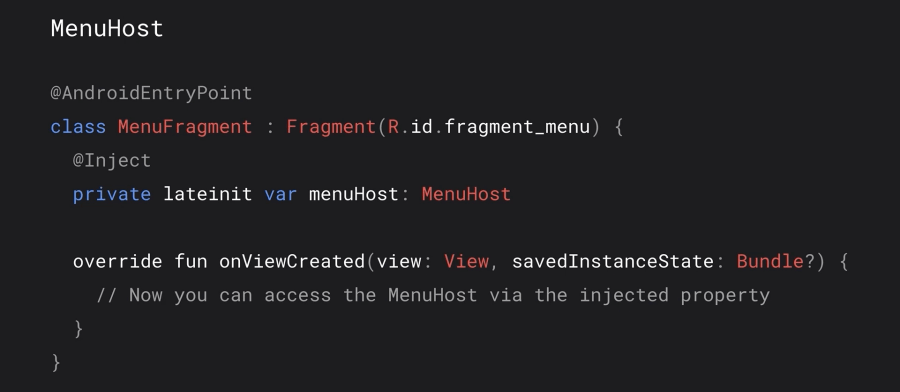 MenuHost
@AndroidEntryPoint
class MenuFragment : Fragment(R.id.fragment_menu) {
@Inject
private lateinit var menuHost: MenuHost
override fun onViewCreated(view: View, savedInstanceState: Bundle?) {
// Now you can access the MenuHost via the injected property
}
}